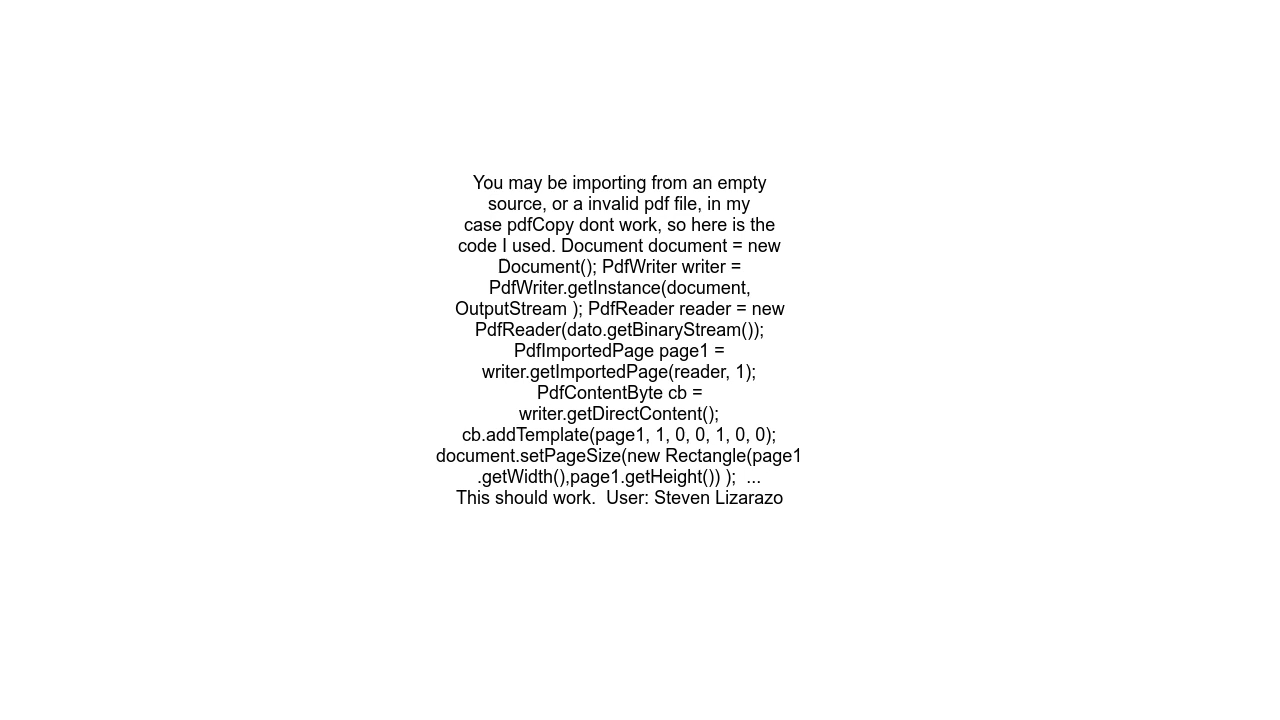 You may be importing from an empty
source, or a invalid pdf file, in my
case pdfCopy dont work, so here is the
code I used. Document document = new
Document(); PdfWriter writer =
PdfWriter.getInstance(document,
OutputStream ); PdfReader reader = new
PdfReader(dato.getBinaryStream());
PdfImportedPage page1 =
writer.getImportedPage(reader, 1);
PdfContentByte cb =
writer.getDirectContent();
cb.addTemplate(page1, 1, 0, 0, 1, 0, 0);
document.setPageSize(new Rectangle(page1
.getWidth(),page1.getHeight()) );  ...
This should work.  User: Steven Lizarazo